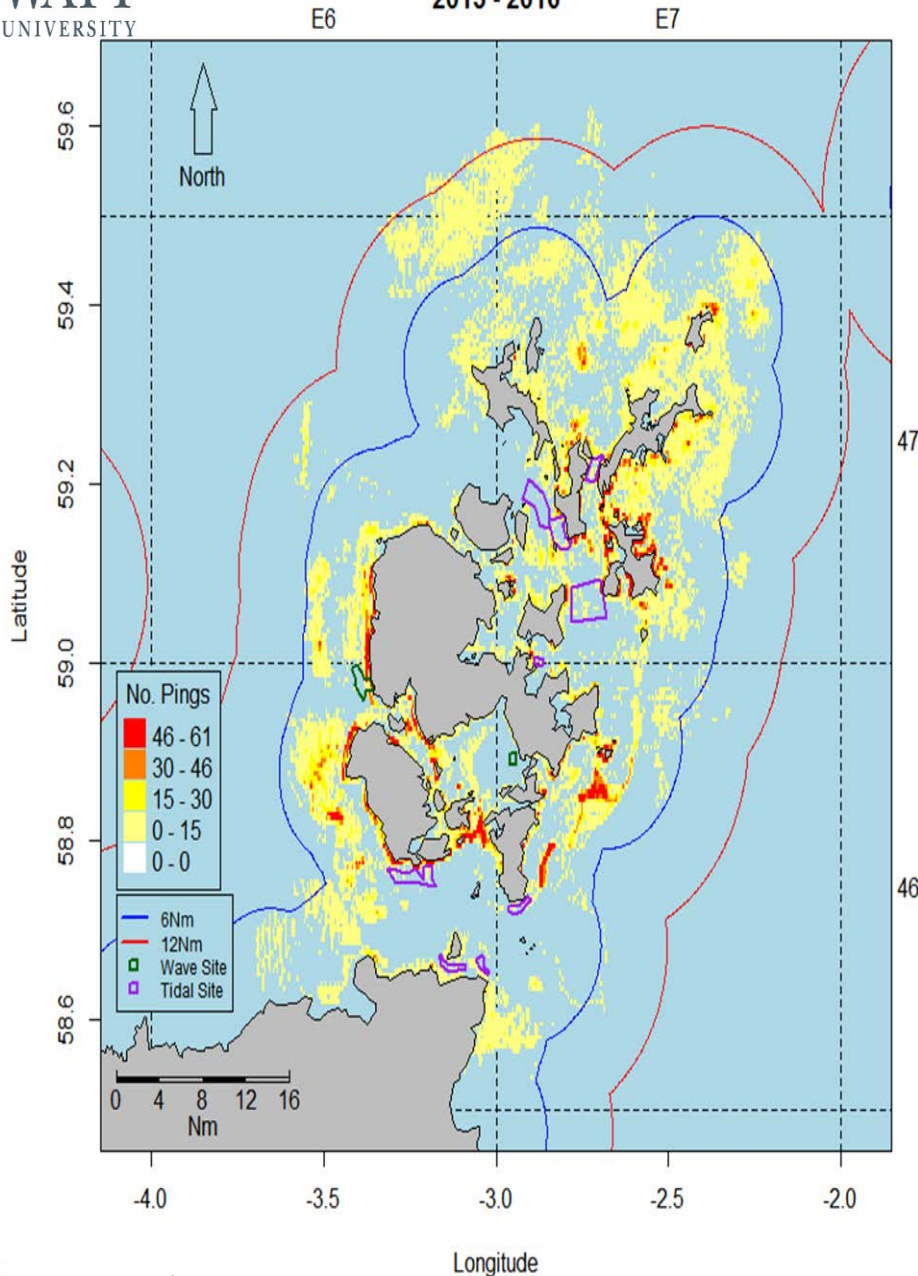 UNIVERSITY
E6
E7
59.6
59.4
59.2
59.0
58.8
58.6
Latitude
North
47
46
No. Pings
46 - 61
30 - 46
15 - 30
0 - 15
0 - 0
6Nm
12Nm
Wave Site
Tidal Site
0 4 8 12 16
Nm
-4.0 -3.5 -3.0 -2.5 -2.0
Longitude